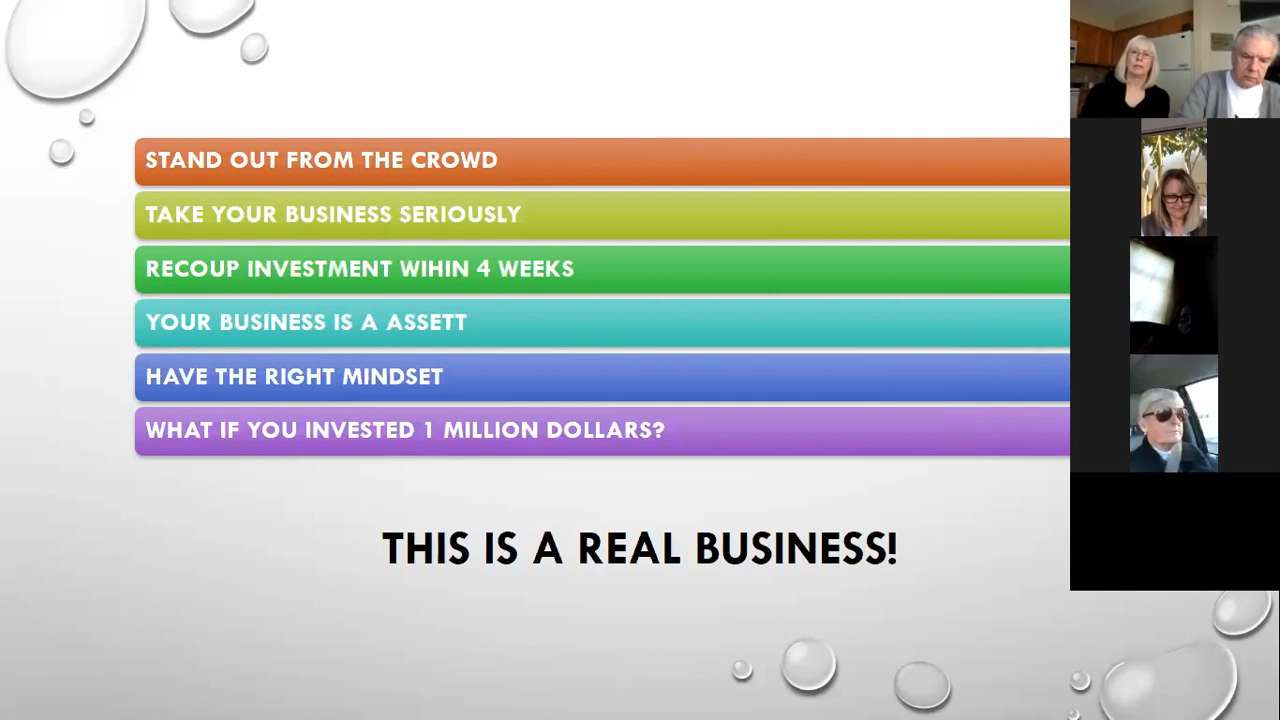 STAND OUT FROM THE CROWD
TAKE YOUR BUSINESS SERIOUSLY
RECOUP INVESTMENT WIHIN 4 WEEKS
YOUR BUSINESS IS A ASSETT
HAVE THE RIGHT MINDSET
WHAT IF YOU INVESTED 1 MILLION DOLLARS?
THIS IS A REAL BUSINESS!